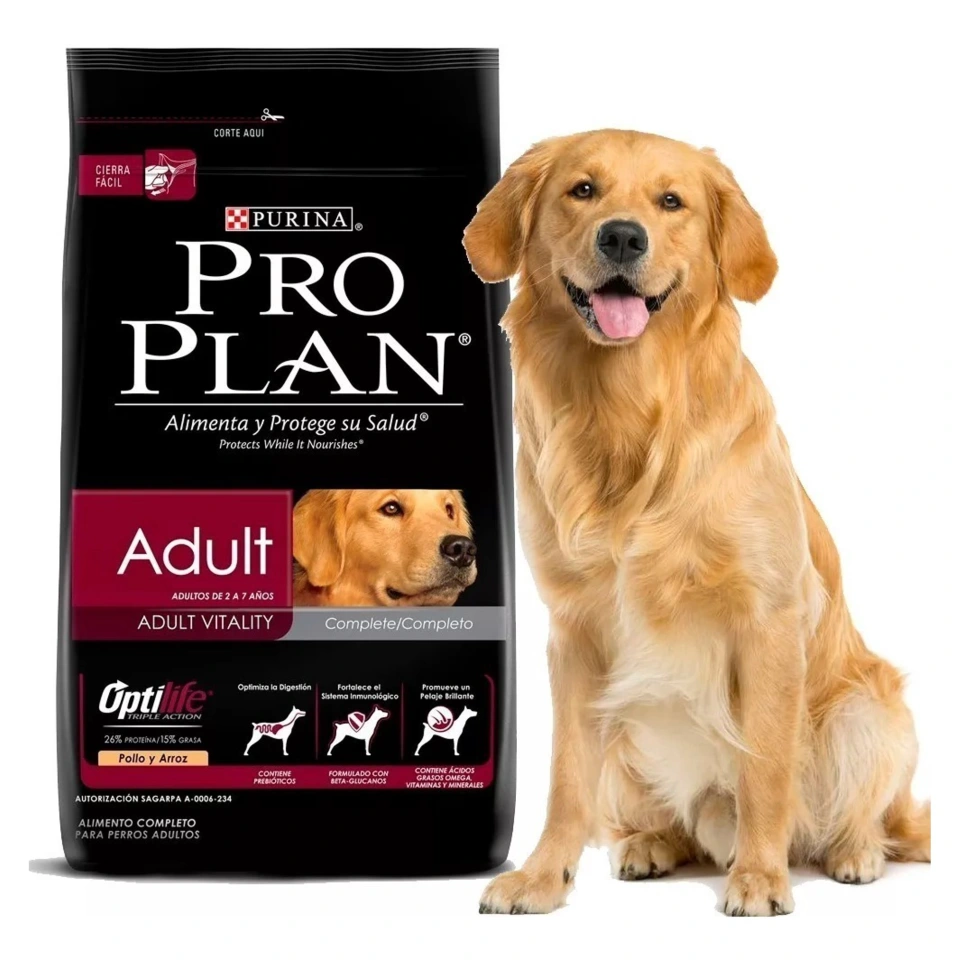 CORTE AQUI
CIERRA
FÁCIL
PURINA®
PRO
PLAN®
Alimenta y Protege su Salud®
Protects While It Nourishes®
Adult
ADULTOS DE 2 A 7 AÑOS
ADULT VITALITY
Complete/Completo
Optilife®
TRIPLE ACTION
26% PROTEÍNA/15% GRASA
Pollo y Arroz
Optimiza la Digestión
CONTIENE
PREBIÓTICOS
Fortalece el
Sistema Inmunológico
FORMULADO CON
BETA-GLUCANOS
Promueve un
Pelaje Brillante
CONTIENE ÁCIDOS
GRASOS OMEGA,
VITAMINAS Y MINERALES
AUTORIZACIÓN SAGARPA A-0006-234
ALIMENTO COMPLETO
PARA PERROS ADULTOS